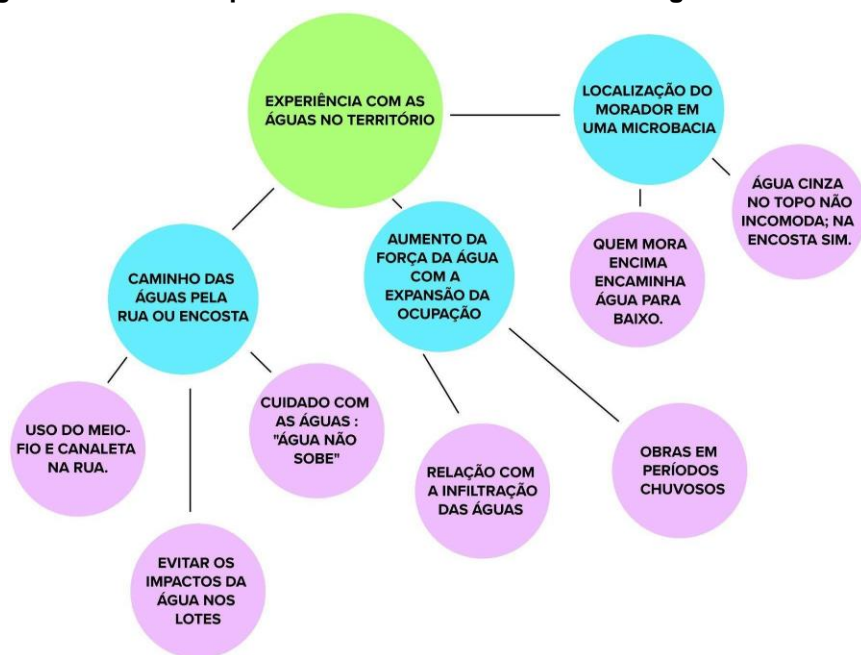 EXPERIÊNCIA COM AS
ÁGUAS NO TERRITÓRIO
LOCALIZAÇÃO DO
MORADOR EM
UMA MICROBACIA
ÁGUA CINZA
NO TOPO NÃO
INCOMODA; NA
ENCOSTA SIM.
QUEM MORA
ENCIMA
ENCAMINHA
ÁGUA PARA
BAIXO.
AUMENTO DA
FORÇA DA ÁGUA
COM A
EXPANSÃO DA
OCUPAÇÃO
CAMINHO DAS
ÁGUAS PELA
RUA OU ENCOSTA
USO DO MEIO-
FIO E CANALETA
NA RUA.
CUIDADO COM
AS ÁGUAS :
"ÁGUA NÃO
SOBE"
EVITAR OS
IMPACTOS DA
ÁGUA NOS
LOTES
RELAÇÃO COM
A INFILTRAÇÃO
DAS ÁGUAS
OBRAS EM
PERÍODOS
CHUVOSOS